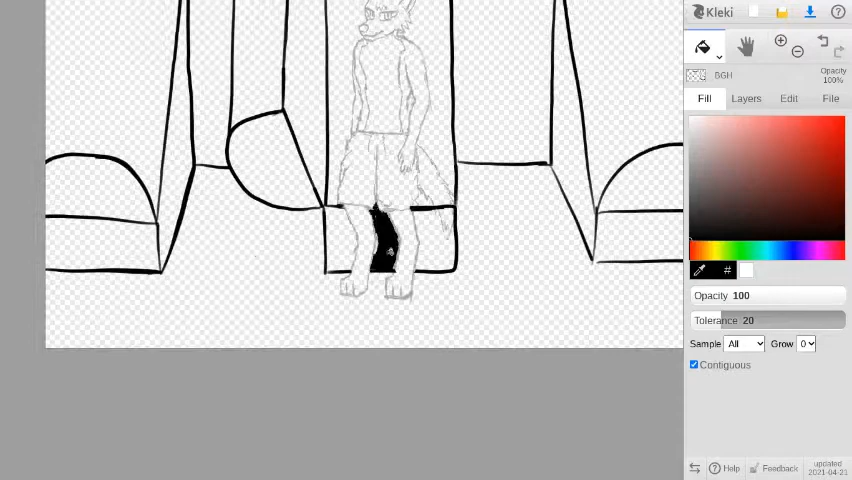 Kleki
BGH
Opacity
100%
Fill Layers Edit File
#
Opacity 100
Tolerance 20
Sample All Grow 0
Contiguous
Help Feedback updated
2021-04-21